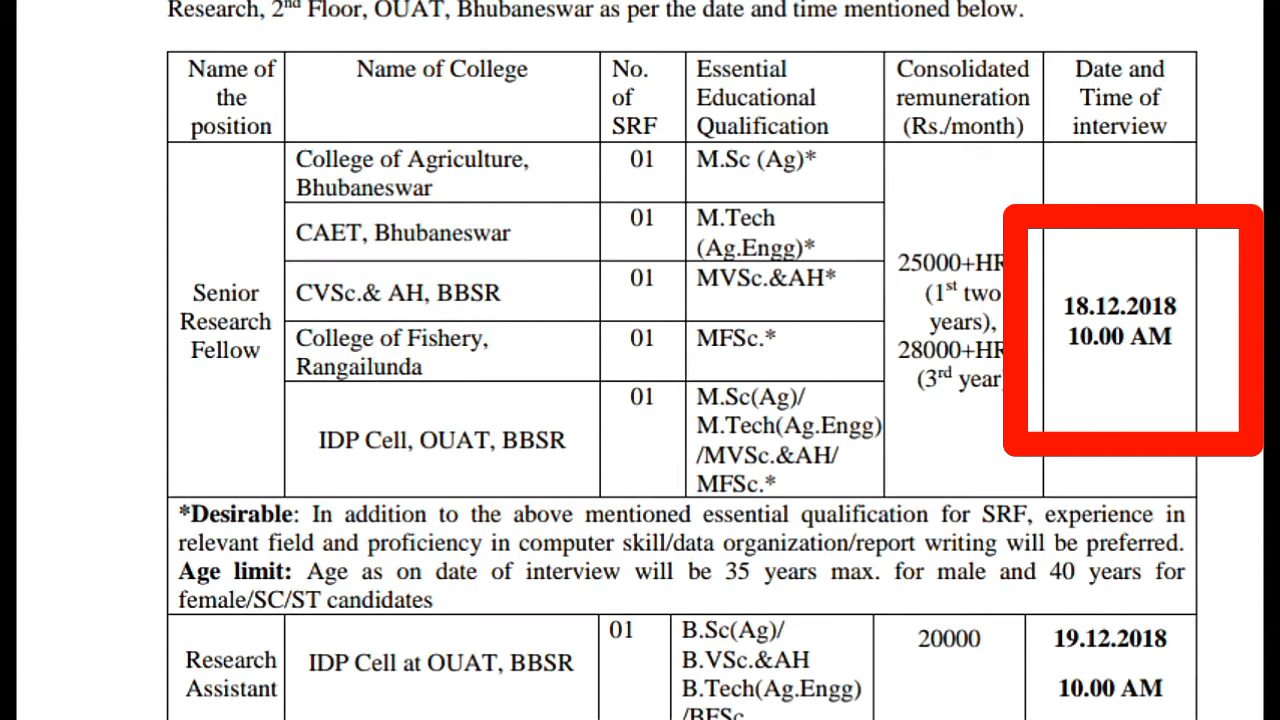 Research, 2nd Floor, OUAT, Bhubaneswar as per the date and time mentioned below.
Name of the position
Name of College
No. of SRF
Essential Educational Qualification
Consolidated remuneration (Rs./month)
Date and Time of interview
Senior Research Fellow
College of Agriculture, Bhubaneswar
01
M.Sc (Ag)*
CAET, Bhubaneswar
01
M.Tech (Ag.Engg)*
CVSc.& AH, BBSR
01
MVSc.&AH*
College of Fishery, Rangailunda
01
MFSc.*
IDP Cell, OUAT, BBSR
01
M.Sc(Ag)/
M.Tech(Ag.Engg)
/MVSc.&AH/
MFSc.*
25000+HR
(1st two
years),
28000+HR
(3rd year
18.12.2018
10.00 AM
*Desirable: In addition to the above mentioned essential qualification for SRF, experience in
relevant field and proficiency in computer skill/data organization/report writing will be preferred.
Age limit: Age as on date of interview will be 35 years max. for male and 40 years for
female/SC/ST candidates
Research Assistant
IDP Cell at OUAT, BBSR
01
B.Sc(Ag)/
B.VSc.&AH
B.Tech(Ag.Engg)
/BFSc
20000
19.12.2018
10.00 AM